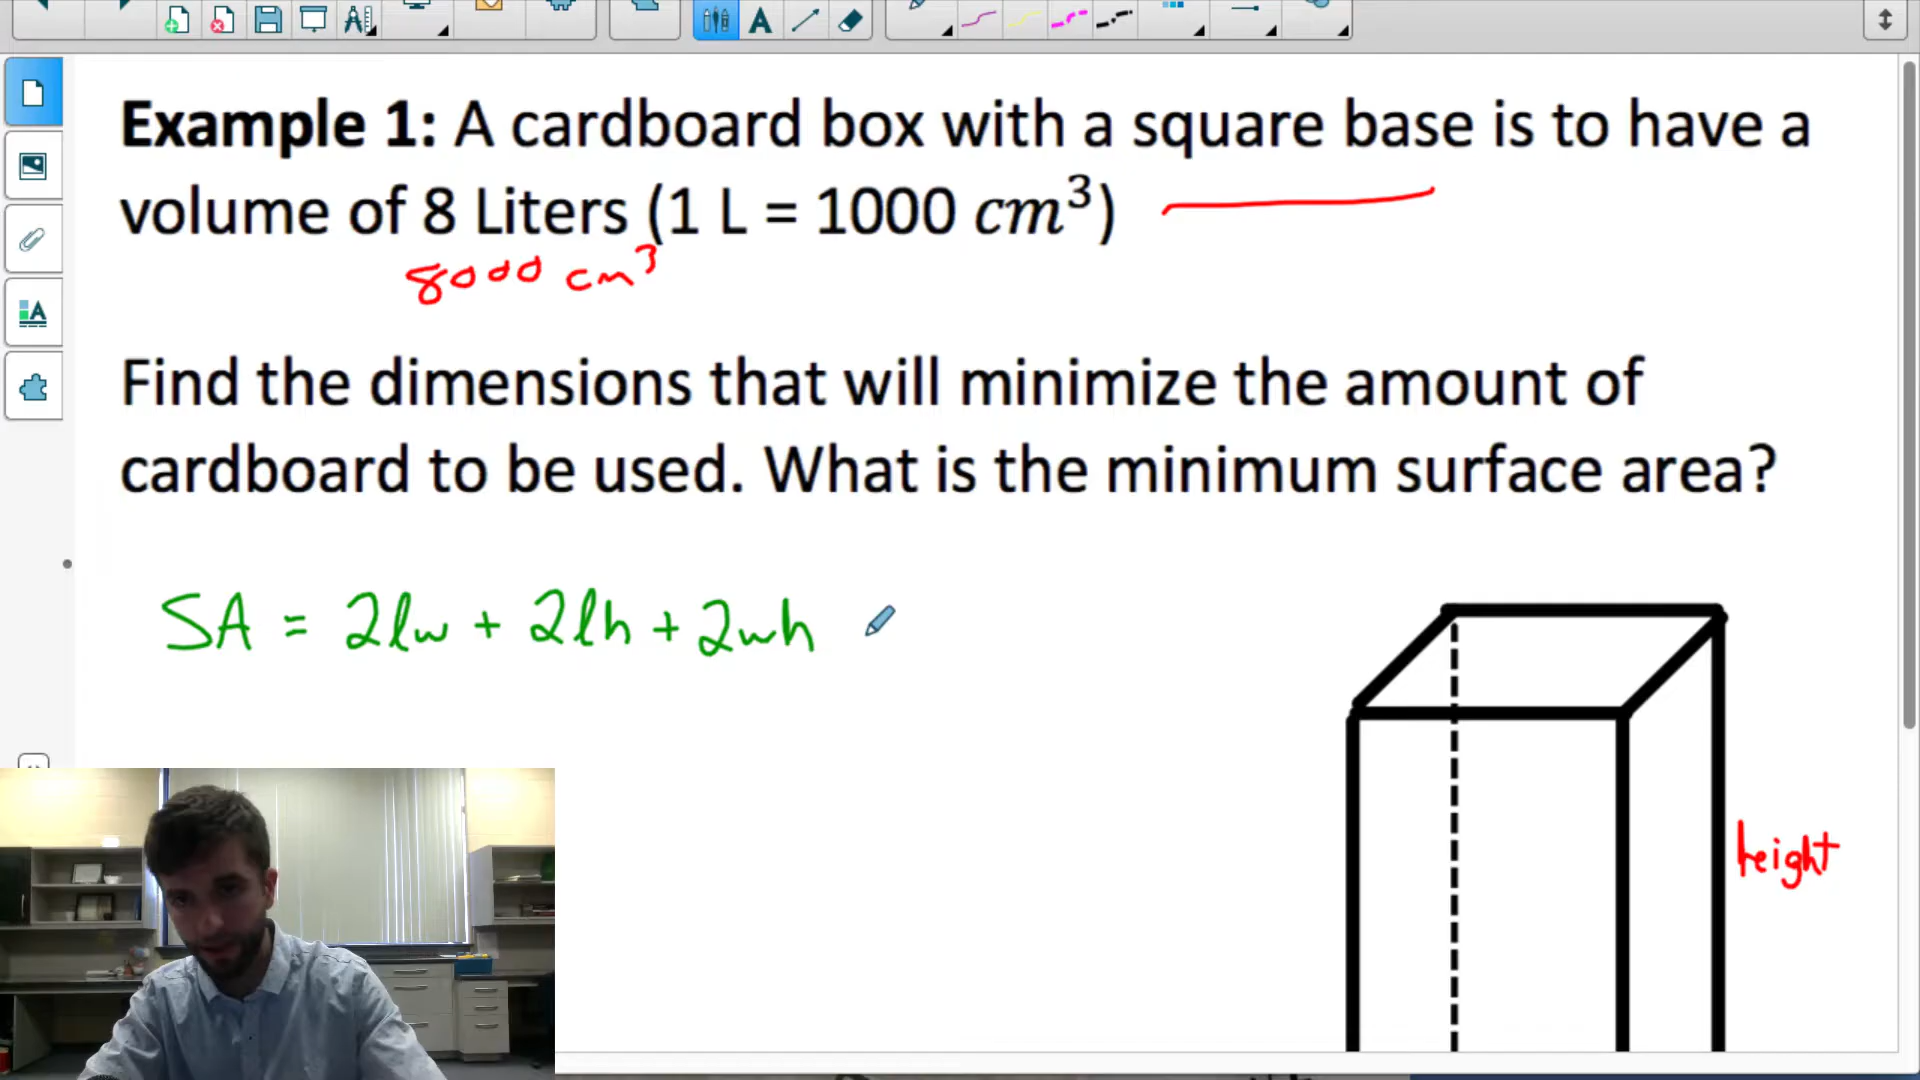 Example 1: A cardboard box with a square base is to have a
volume of 8 Liters (1 L = 1000 cm³)
8000 cm³
Find the dimensions that will minimize the amount of
cardboard to be used. What is the minimum surface area?
SA = 2lw + 2lh + 2wh
height